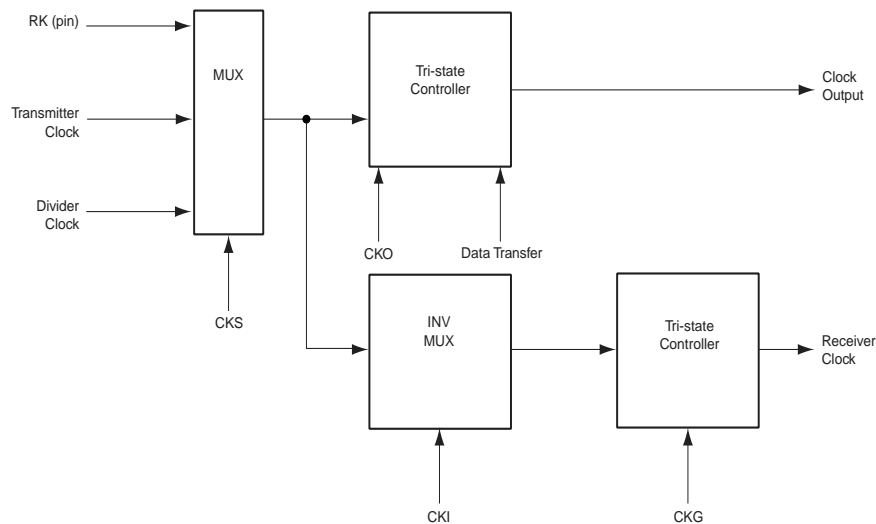 RK (pin)
MUX
Tri-state
Controller
Clock
Output
Transmitter
Clock
Divider
Clock
CKO
Data Transfer
CKS
INV
MUX
Tri-state
Controller
Receiver
Clock
CKI
CKG